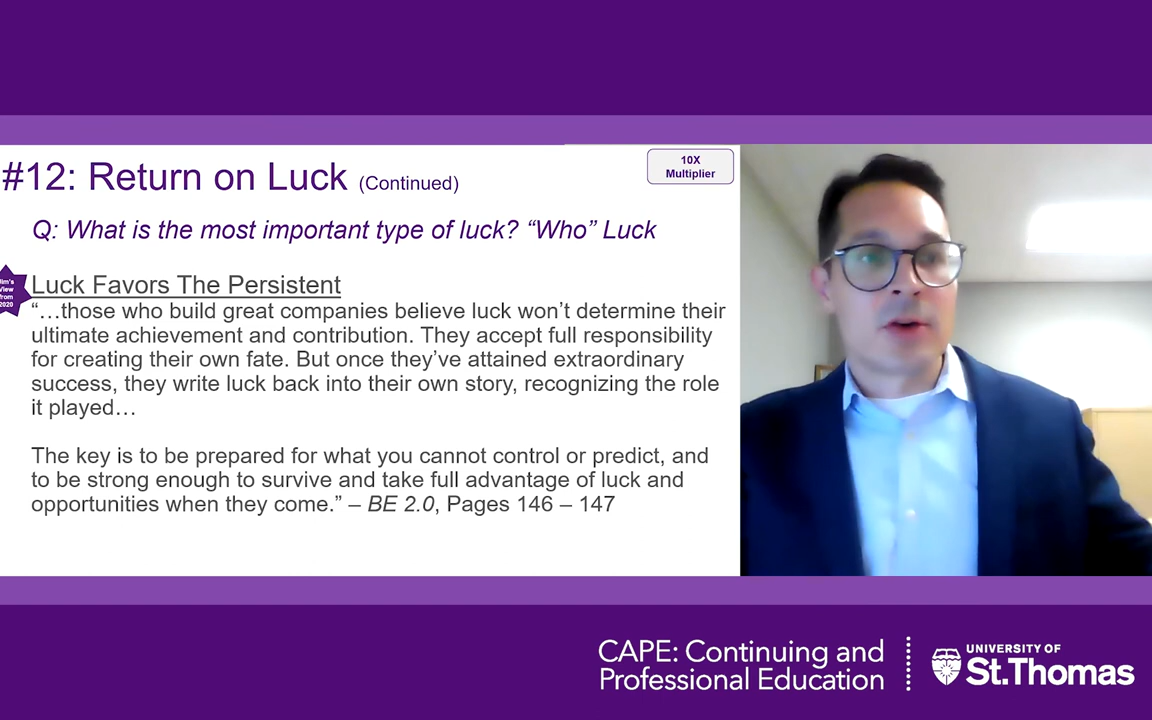 #12: Return on Luck (Continued)
10X
Multiplier
Q: What is the most important type of luck? “Who” Luck
Jim's
View
from
2020
Luck Favors The Persistent
“…those who build great companies believe luck won’t determine their
ultimate achievement and contribution. They accept full responsibility
for creating their own fate. But once they’ve attained extraordinary
success, they write luck back into their own story, recognizing the role
it played…
The key is to be prepared for what you cannot control or predict, and
to be strong enough to survive and take full advantage of luck and
opportunities when they come.” – BE 2.0, Pages 146 – 147
CAPE: Continuing and
Professional Education
UNIVERSITY OF
St.Thomas